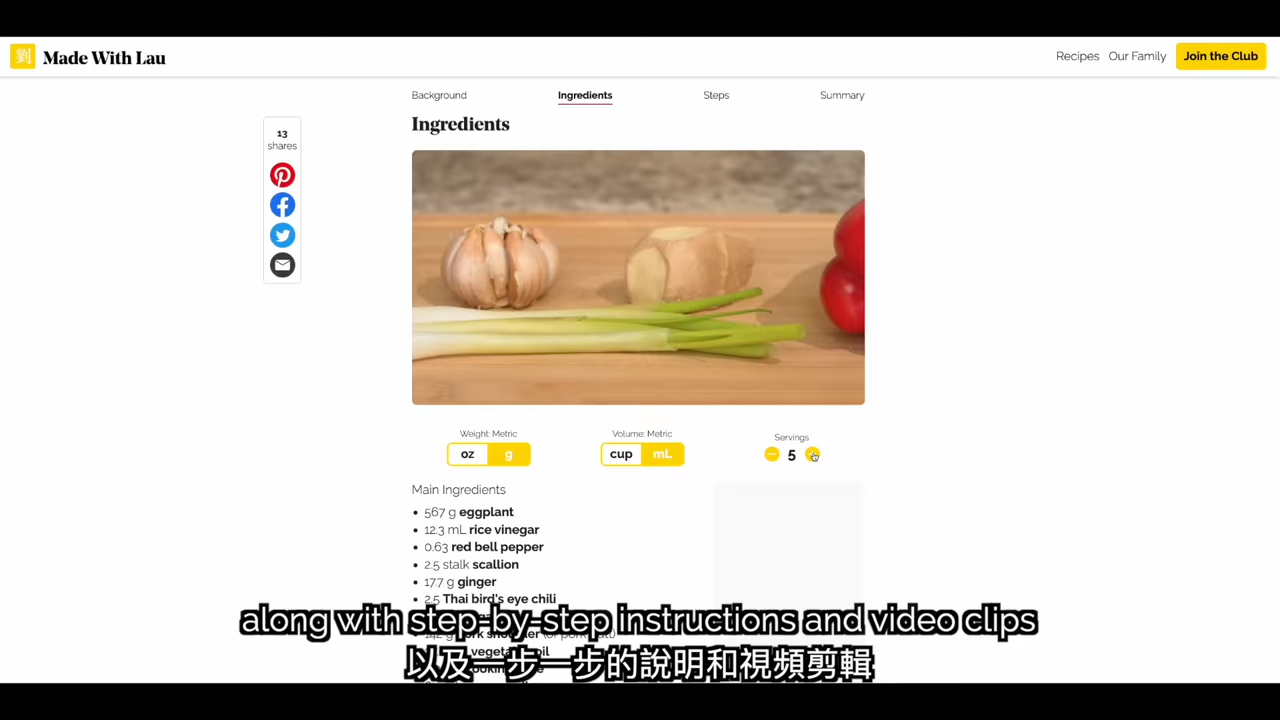 劉 Made With Lau
Recipes Our Family Join the Club
Background Ingredients Steps Summary
Ingredients
13
shares
Weight: Metric Volume: Metric Servings
oz g cup mL 5
Main Ingredients
567 g eggplant
12.3 mL rice vinegar
0.63 red bell pepper
2.5 stalk scallion
17.7 g ginger
2.5 Thai bird's eye chili
along with step-by-step instructions and video clips
vegetable oil
以及一步一步的說明和視頻剪輯